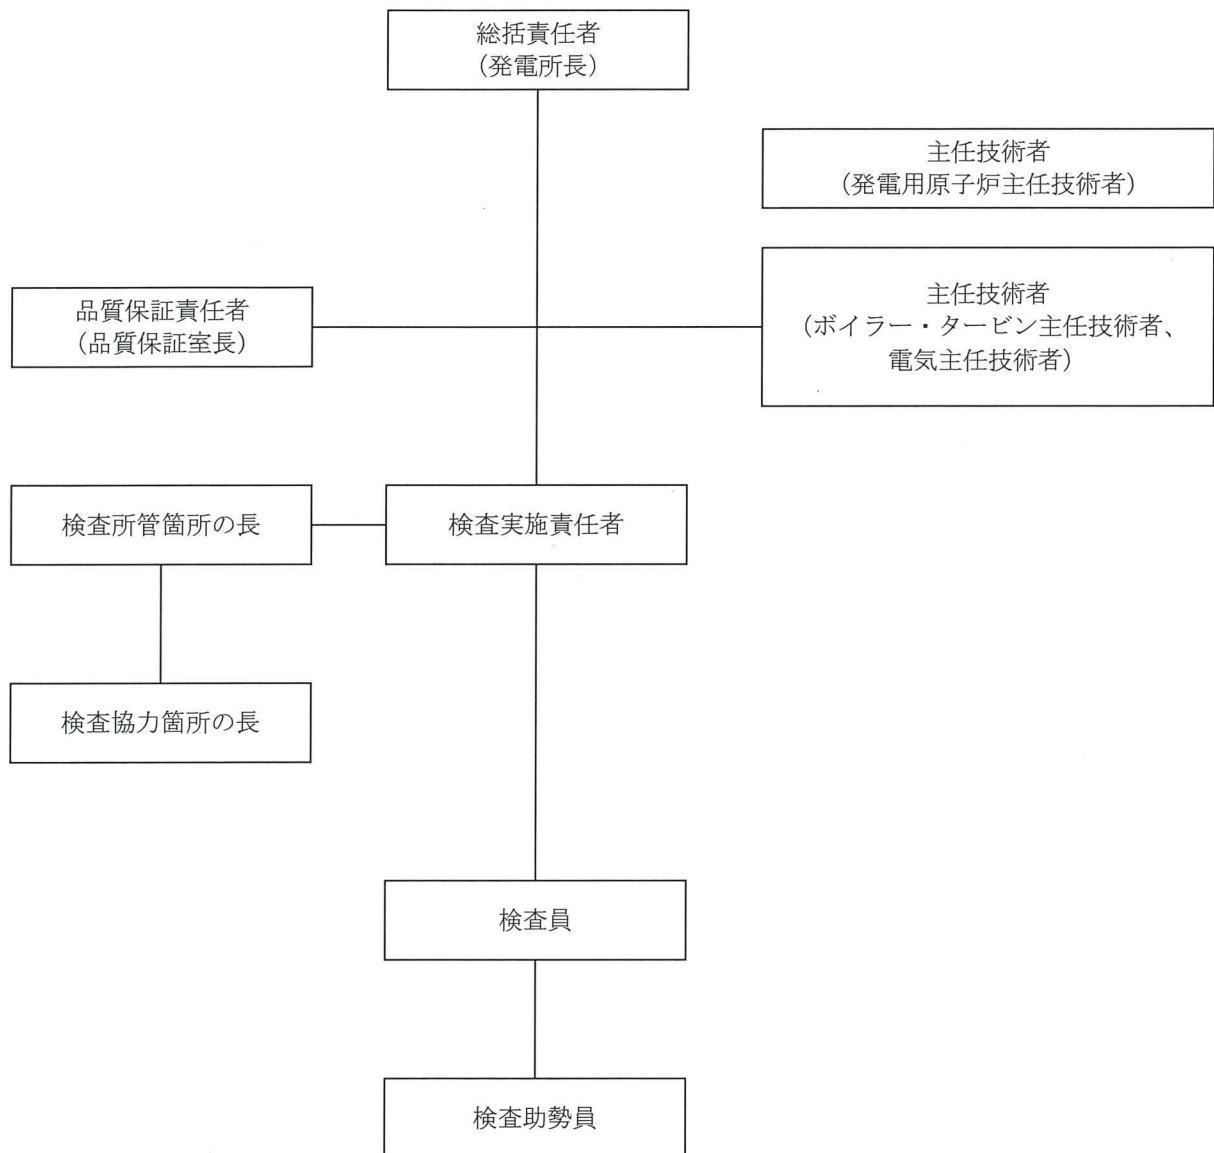 総括責任者
（発電所長）
主任技術者
（発電用原子炉主任技術者）
品質保証責任者
（品質保証室長）
主任技術者
（ボイラー・タービン主任技術者、
電気主任技術者）
検査所管箇所の長
検査実施責任者
検査協力箇所の長
検査員
検査助勢員